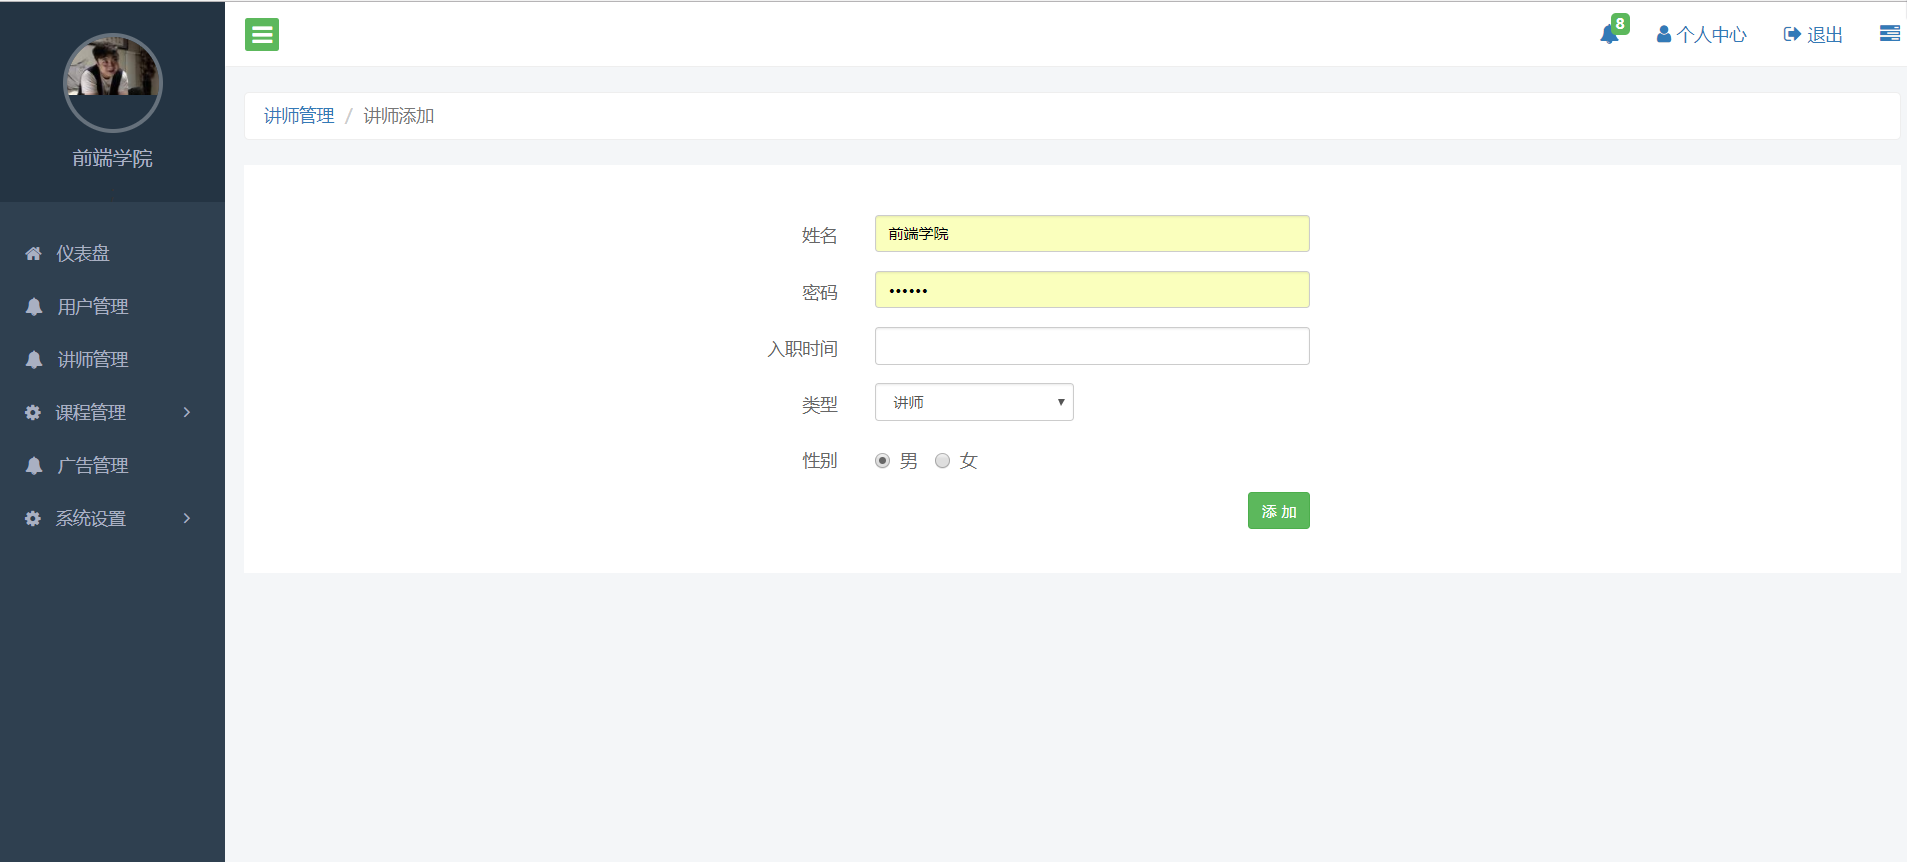 8
个人中心
退出
前端学院
仪表盘
用户管理
讲师管理
课程管理
广告管理
系统设置
讲师管理 / 讲师添加
姓名 前端学院
密码 ••••••
入职时间
类型 讲师
性别 男 女
添 加